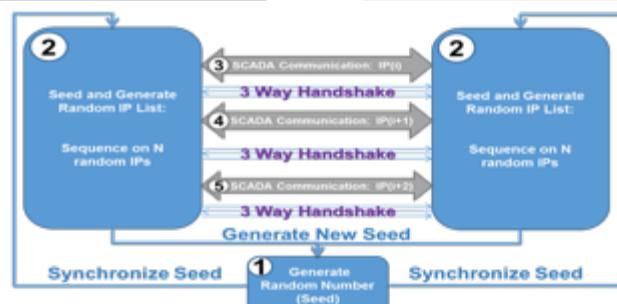 2
Seed and Generate
Random IP List:
Sequence on N
random IPs
3 SCADA Communication: IP(i)
3 Way Handshake
4 SCADA Communication: IP(i+1)
3 Way Handshake
5 SCADA Communication: IP(i+2)
3 Way Handshake
2
Seed and Generate
Random IP List:
Sequence on N
random IPs
Generate New Seed
Synchronize Seed
1
Generate
Random Number
(Seed)
Synchronize Seed